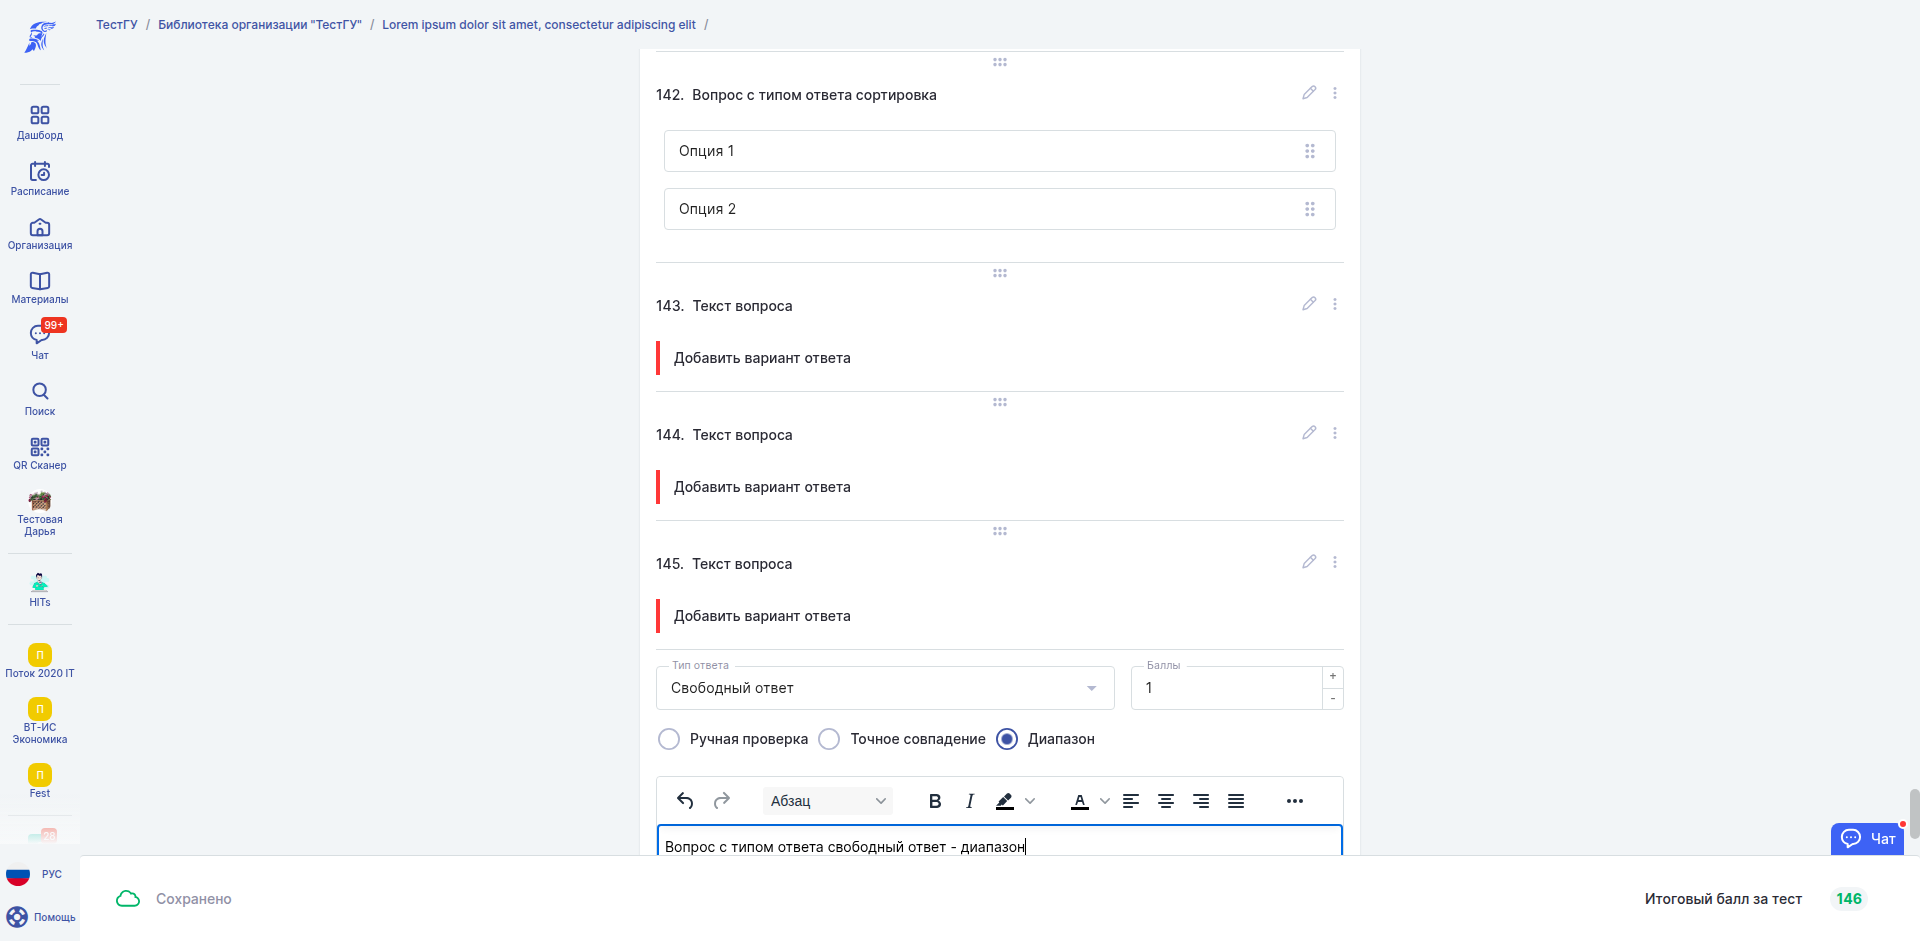 ТестГУ / Библиотека организации "ТестГУ" / Lorem ipsum dolor sit amet, consectetur adipiscing elit /
Дашборд
Расписание
Организация
Материалы
99+
Чат
Поиск
QR Сканер
Тестовая
Дарья
HITs
П
Поток 2020 IT
П
ВТ-ИС
Экономика
П
Fest
28
РУС
Помощь
142. Вопрос с типом ответа сортировка
Опция 1
Опция 2
143. Текст вопроса
Добавить вариант ответа
144. Текст вопроса
Добавить вариант ответа
145. Текст вопроса
Добавить вариант ответа
Тип ответа
Свободный ответ
Баллы
1
+
-
Ручная проверка Точное совпадение Диапазон
Абзац B I A
Вопрос с типом ответа свободный ответ - диапазон
Чат
Сохранено
Итоговый балл за тест 146